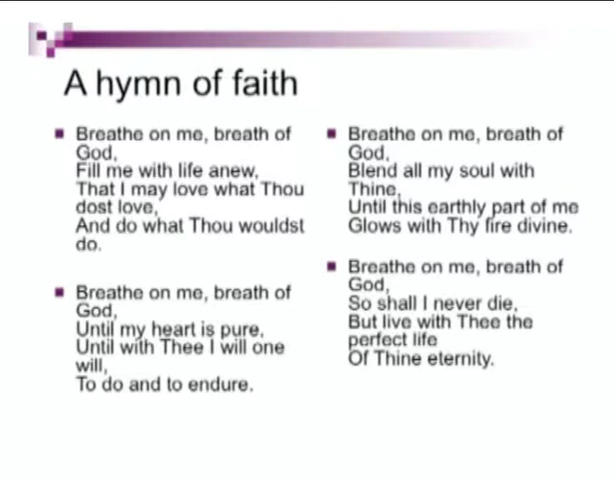 A hymn of faith
Breathe on me, breath of
God,
Fill me with life anew,
That I may love what Thou
dost love,
And do what Thou wouldst
do.
Breathe on me, breath of
God,
Until my heart is pure,
Until with Thee I will one
will,
To do and to endure.
Breathe on me, breath of
God,
Blend all my soul with
Thine,
Until this earthly part of me
Glows with Thy fire divine.
Breathe on me, breath of
God,
So shall I never die,
But live with Thee the
perfect life
Of Thine eternity.